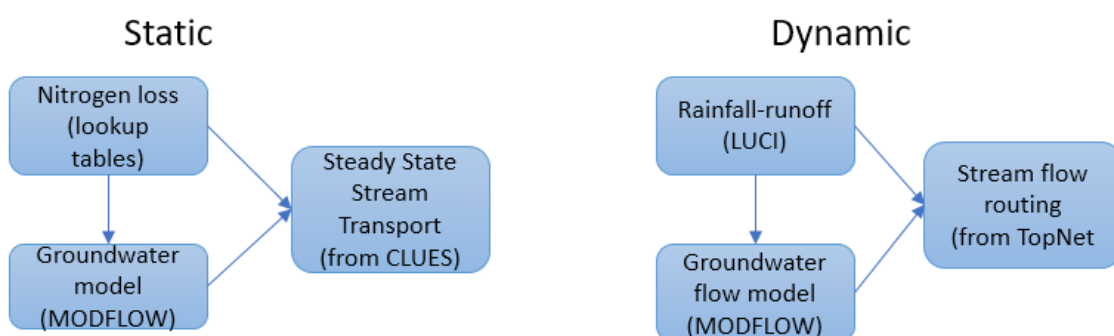 Static
Nitrogen loss
(lookup
tables)
Groundwater
model
(MODFLOW)
Steady State
Stream
Transport
(from CLUES)
Dynamic
Rainfall-runoff
(LUCI)
Groundwater
flow model
(MODFLOW)
Stream flow
routing
(from TopNet